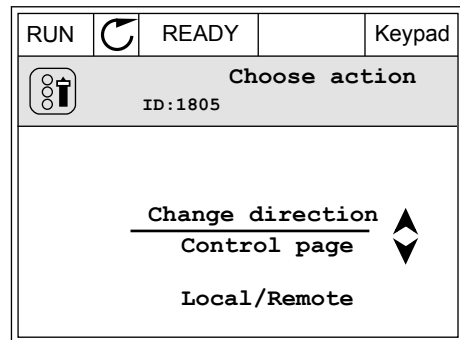 RUN READY Keypad
Choose action
ID:1805
Change direction
Control page
Local/Remote